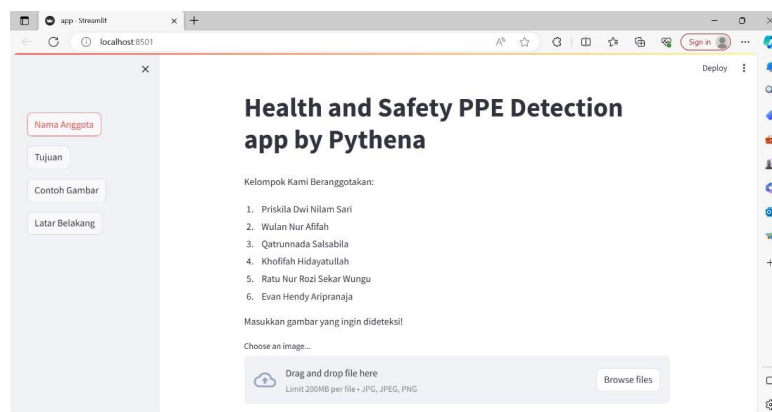 app · Streamlit
localhost:8501
Sign in
Deploy
Nama Anggota
Tujuan
Contoh Gambar
Latar Belakang
Health and Safety PPE Detection
app by Pythena
Kelompok Kami Beranggotakan:
1. Priskila Dwi Nilam Sari
2. Wulan Nur Afifah
3. Qatrunnada Salsabila
4. Khofifah Hidayatullah
5. Ratu Nur Rozi Sekar Wungu
6. Evan Hendy Aripranaja
Masukkan gambar yang ingin dideteksi!
Choose an image...
Drag and drop file here
Limit 200MB per file • JPG, JPEG, PNG
Browse files